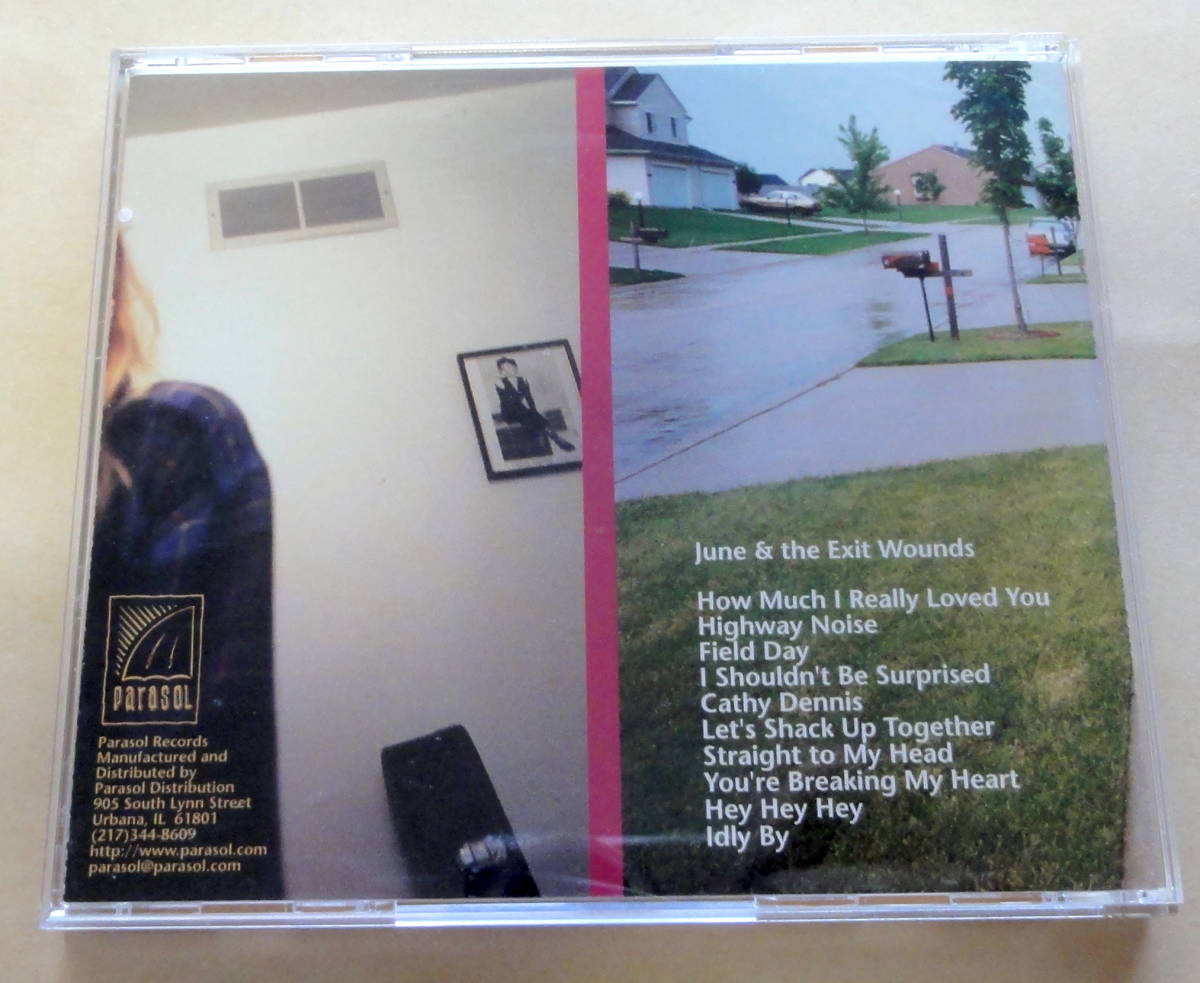 parasol
Parasol Records
Manufactured and
Distributed by
Parasol Distribution
905 South Lynn Street
Urbana, IL 61801
(217)344-8609
http://www.parasol.com
parasol@parasol.com
June & the Exit Wounds
How Much I Really Loved You
Highway Noise
Field Day
I Shouldn't Be Surprised
Cathy Dennis
Let's Shack Up Together
Straight to My Head
You're Breaking My Heart
Hey Hey Hey
Idly By